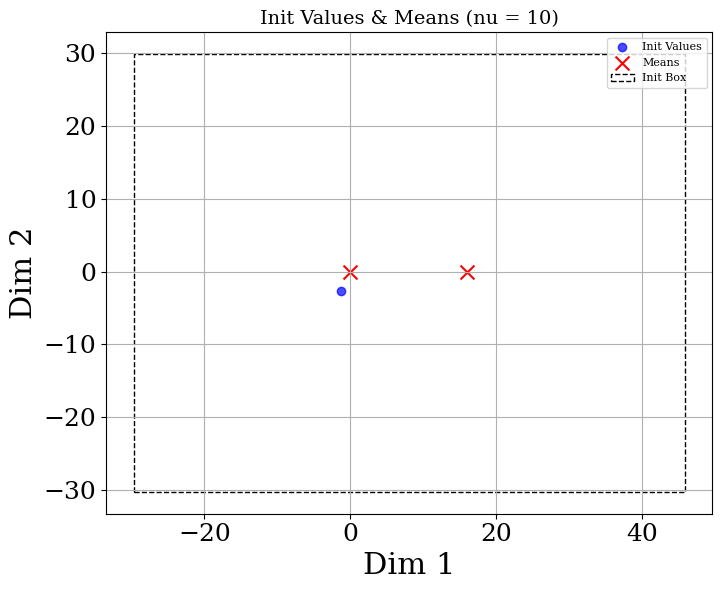 Init Values & Means (nu = 10)
Init Values
Means
Init Box
30
20
10
0
−10
−20
−30
Dim 2
−20
0
20
40
Dim 1